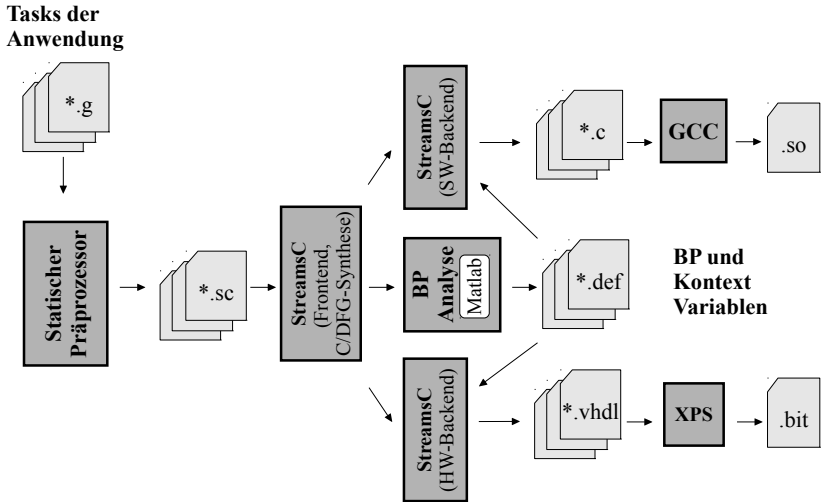 Tasks der
Anwendung
*.g
Statischer
Präprozessor
*.sc
StreamsC
(Frontend,
C/DFG-Synthese)
StreamsC
(SW-Backend)
*.c
GCC
.so
BP
Analyse
Matlab
*.def
BP und
Kontext
Variablen
StreamsC
(HW-Backend)
*.vhdl
XPS
.bit